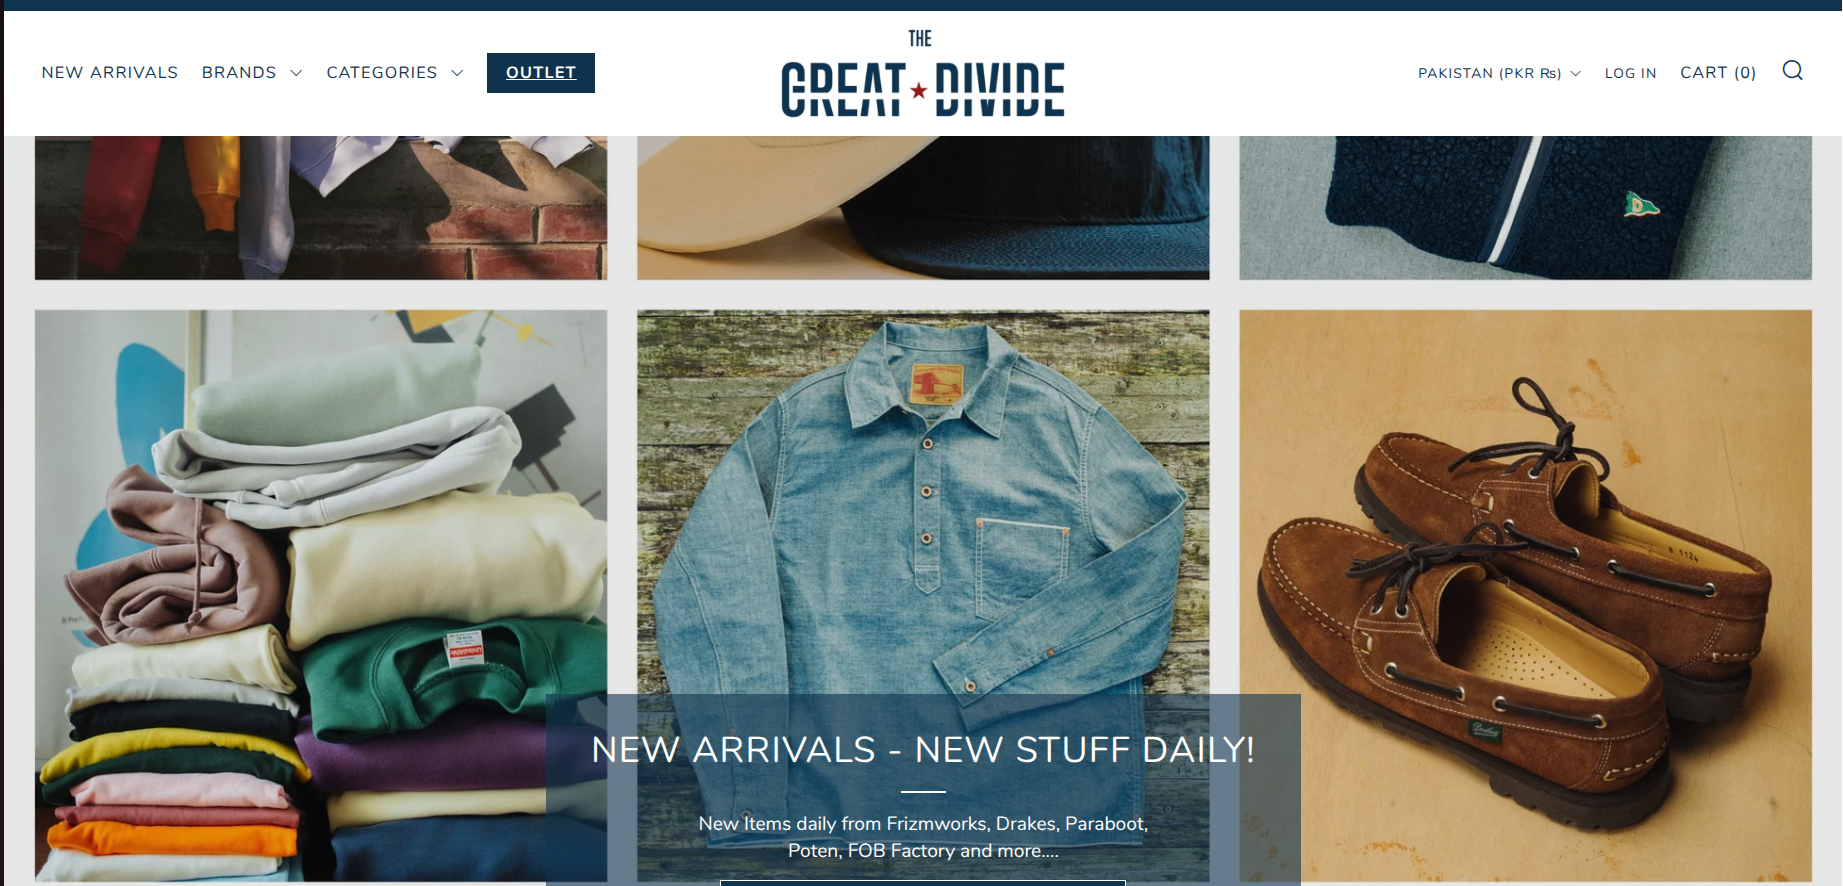 NEW ARRIVALS BRANDS CATEGORIES OUTLET
THE
GREAT★DIVIDE
PAKISTAN (PKR ₨) LOG IN CART (0)
D
NEW ARRIVALS - NEW STUFF DAILY!
New Items daily from Frizmworks, Drakes, Paraboot,
Poten, FOB Factory and more....